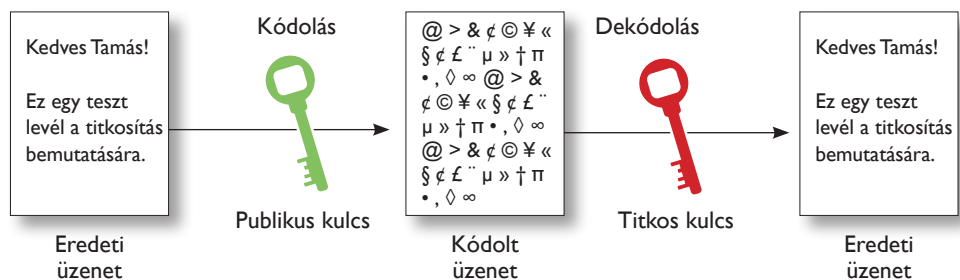 Kedves Tamás!
Ez egy teszt
levél a titkosítás
bemutatására.
Eredeti
üzenet
Kódolás
Publikus kulcs
@ > & ¢ © ¥ «
§ ¢ £ ¨ µ » † π
• , ◊ ∞ @ > &
¢ © ¥ « § ¢ £ ¨
µ » † π • , ◊ ∞
@ > & ¢ © ¥ «
§ ¢ £ ¨ µ » † π
• , ◊ ∞
Kódolt
üzenet
Dekódolás
Titkos kulcs
Kedves Tamás!
Ez egy teszt
levél a titkosítás
bemutatására.
Eredeti
üzenet